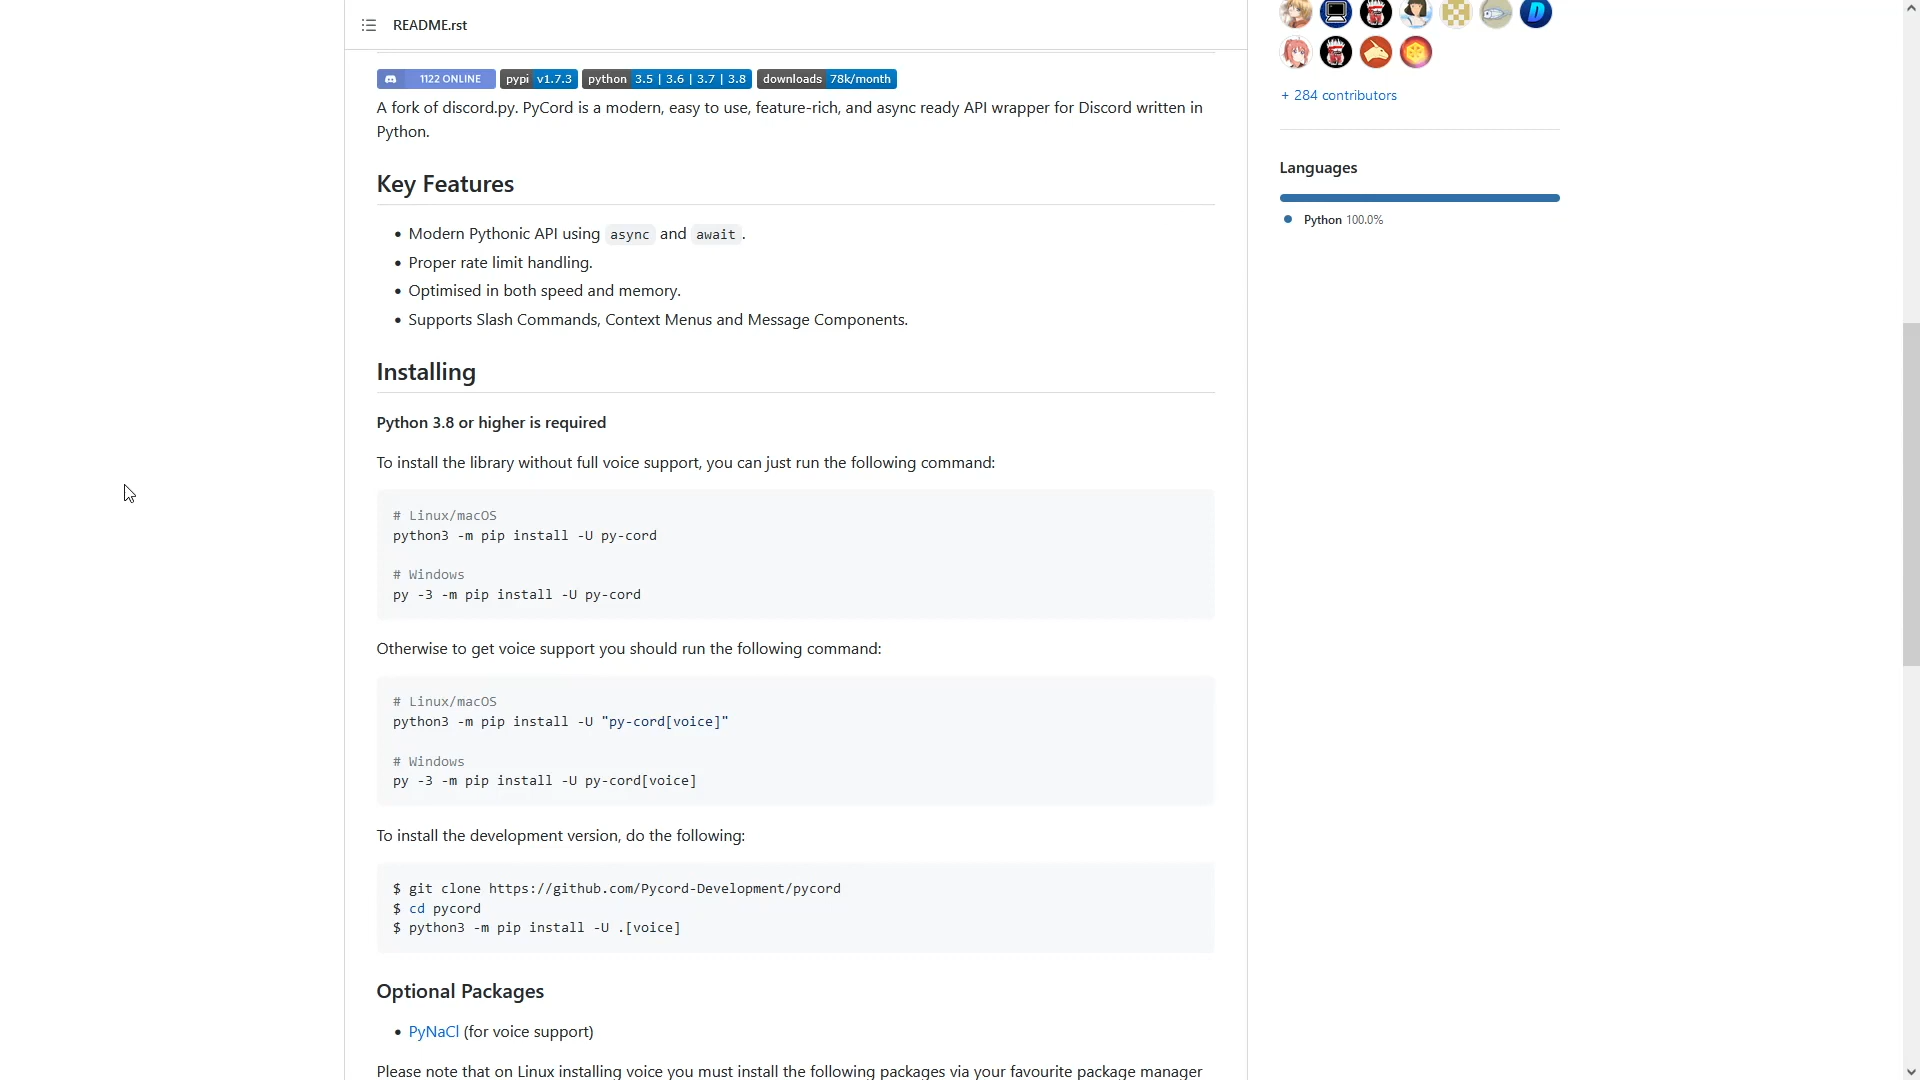 README.rst
1122 ONLINE pypi v1.7.3 python 3.5 | 3.6 | 3.7 | 3.8 downloads 78k/month
A fork of discord.py. PyCord is a modern, easy to use, feature-rich, and async ready API wrapper for Discord written in
Python.
Key Features
• Modern Pythonic API using async and await .
• Proper rate limit handling.
• Optimised in both speed and memory.
• Supports Slash Commands, Context Menus and Message Components.
Installing
Python 3.8 or higher is required
To install the library without full voice support, you can just run the following command:
# Linux/macOS
python3 -m pip install -U py-cord
# Windows
py -3 -m pip install -U py-cord
Otherwise to get voice support you should run the following command:
# Linux/macOS
python3 -m pip install -U "py-cord[voice]"
# Windows
py -3 -m pip install -U py-cord[voice]
To install the development version, do the following:
$ git clone https://github.com/Pycord-Development/pycord
$ cd pycord
$ python3 -m pip install -U .[voice]
Optional Packages
• PyNaCl (for voice support)
Please note that on Linux installing voice you must install the following packages via your favourite package manager
D
+ 284 contributors
Languages
Python 100.0%